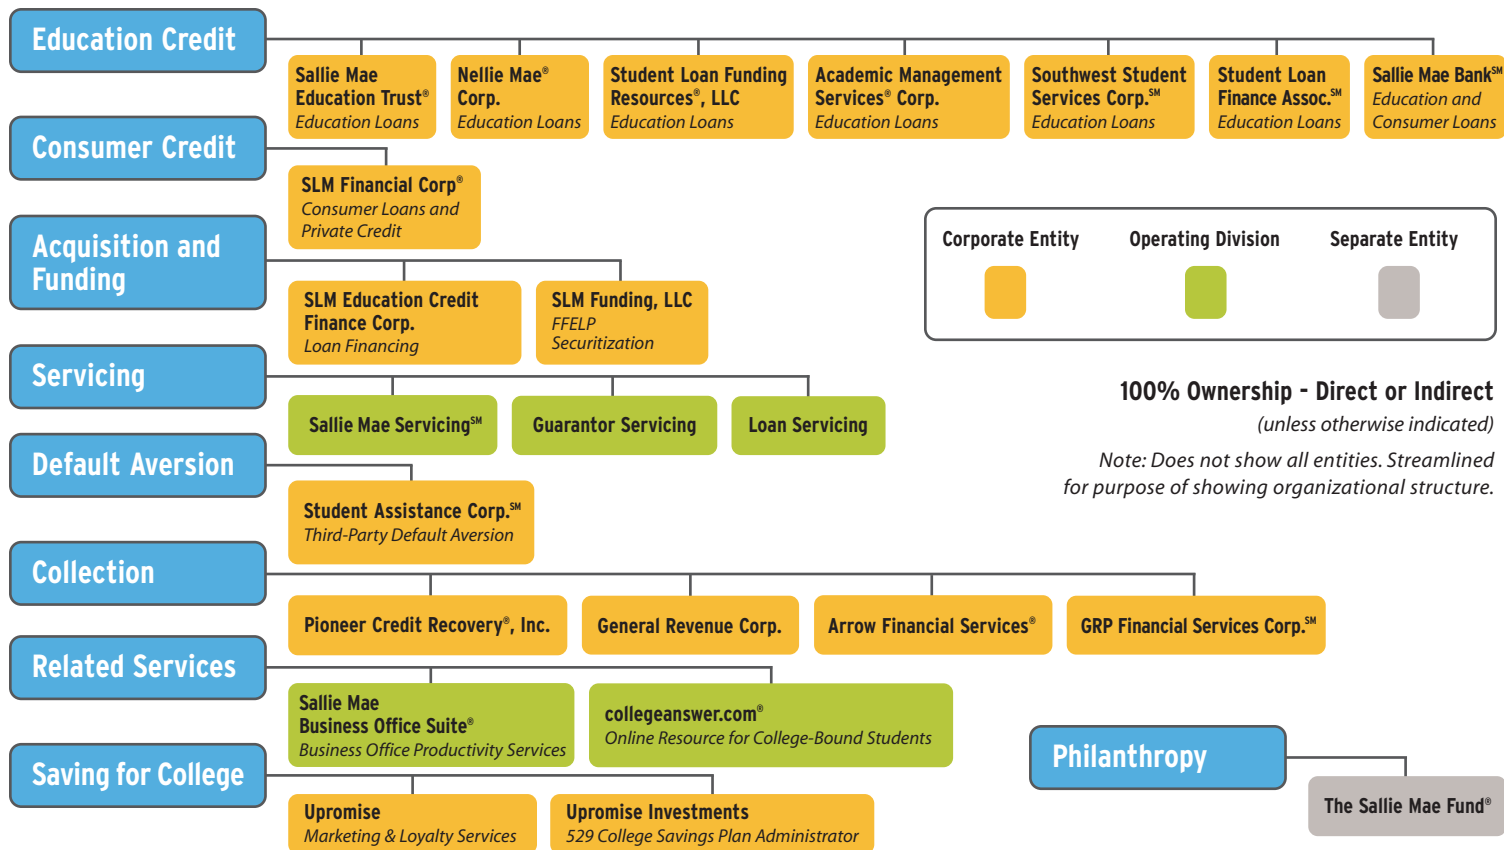 Education Credit
Sallie Mae
Education Trust®
Education Loans
Nellie Mae®
Corp.
Education Loans
Student Loan Funding
Resources®, LLC
Education Loans
Academic Management
Services® Corp.
Education Loans
Southwest Student
Services Corp.℠
Education Loans
Student Loan
Finance Assoc.℠
Education Loans
Sallie Mae Bank℠
Education and
Consumer Loans
Consumer Credit
SLM Financial Corp®
Consumer Loans and
Private Credit
Acquisition and
Funding
SLM Education Credit
Finance Corp.
Loan Financing
SLM Funding, LLC
FFELP
Securitization
Corporate Entity
Operating Division
Separate Entity
Servicing
Sallie Mae Servicing℠
Guarantor Servicing
Loan Servicing
100% Ownership - Direct or Indirect
(unless otherwise indicated)
Note: Does not show all entities. Streamlined
for purpose of showing organizational structure.
Default Aversion
Student Assistance Corp.℠
Third-Party Default Aversion
Collection
Pioneer Credit Recovery®, Inc.
General Revenue Corp.
Arrow Financial Services®
GRP Financial Services Corp.℠
Related Services
Sallie Mae
Business Office Suite®
Business Office Productivity Services
collegeanswer.com®
Online Resource for College-Bound Students
Saving for College
Upromise
Marketing & Loyalty Services
Upromise Investments
529 College Savings Plan Administrator
Philanthropy
The Sallie Mae Fund®